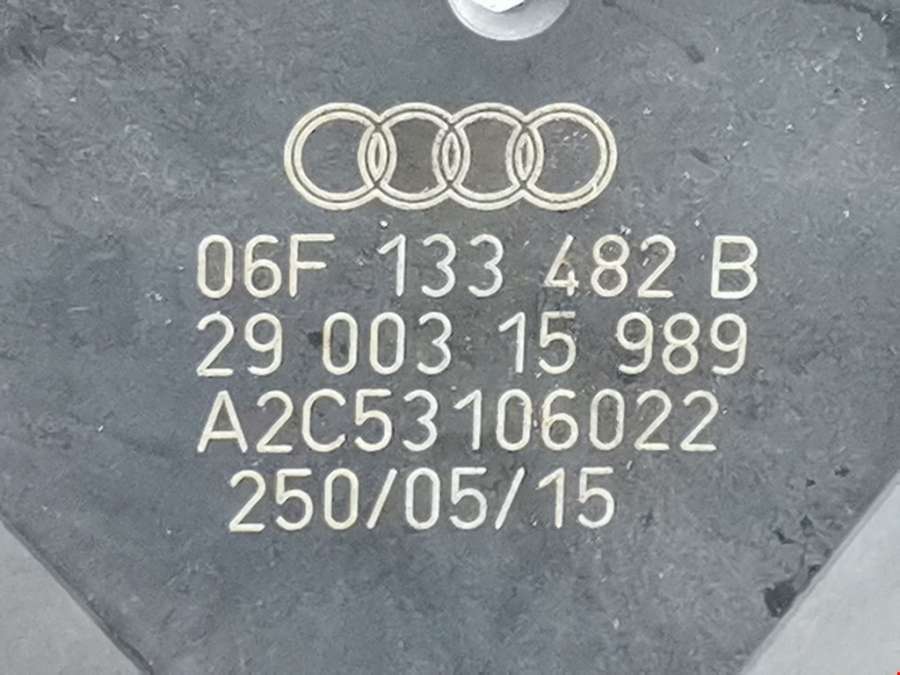 06F 133 482 B
29 003 15 989
A2C53106022
250/05/15